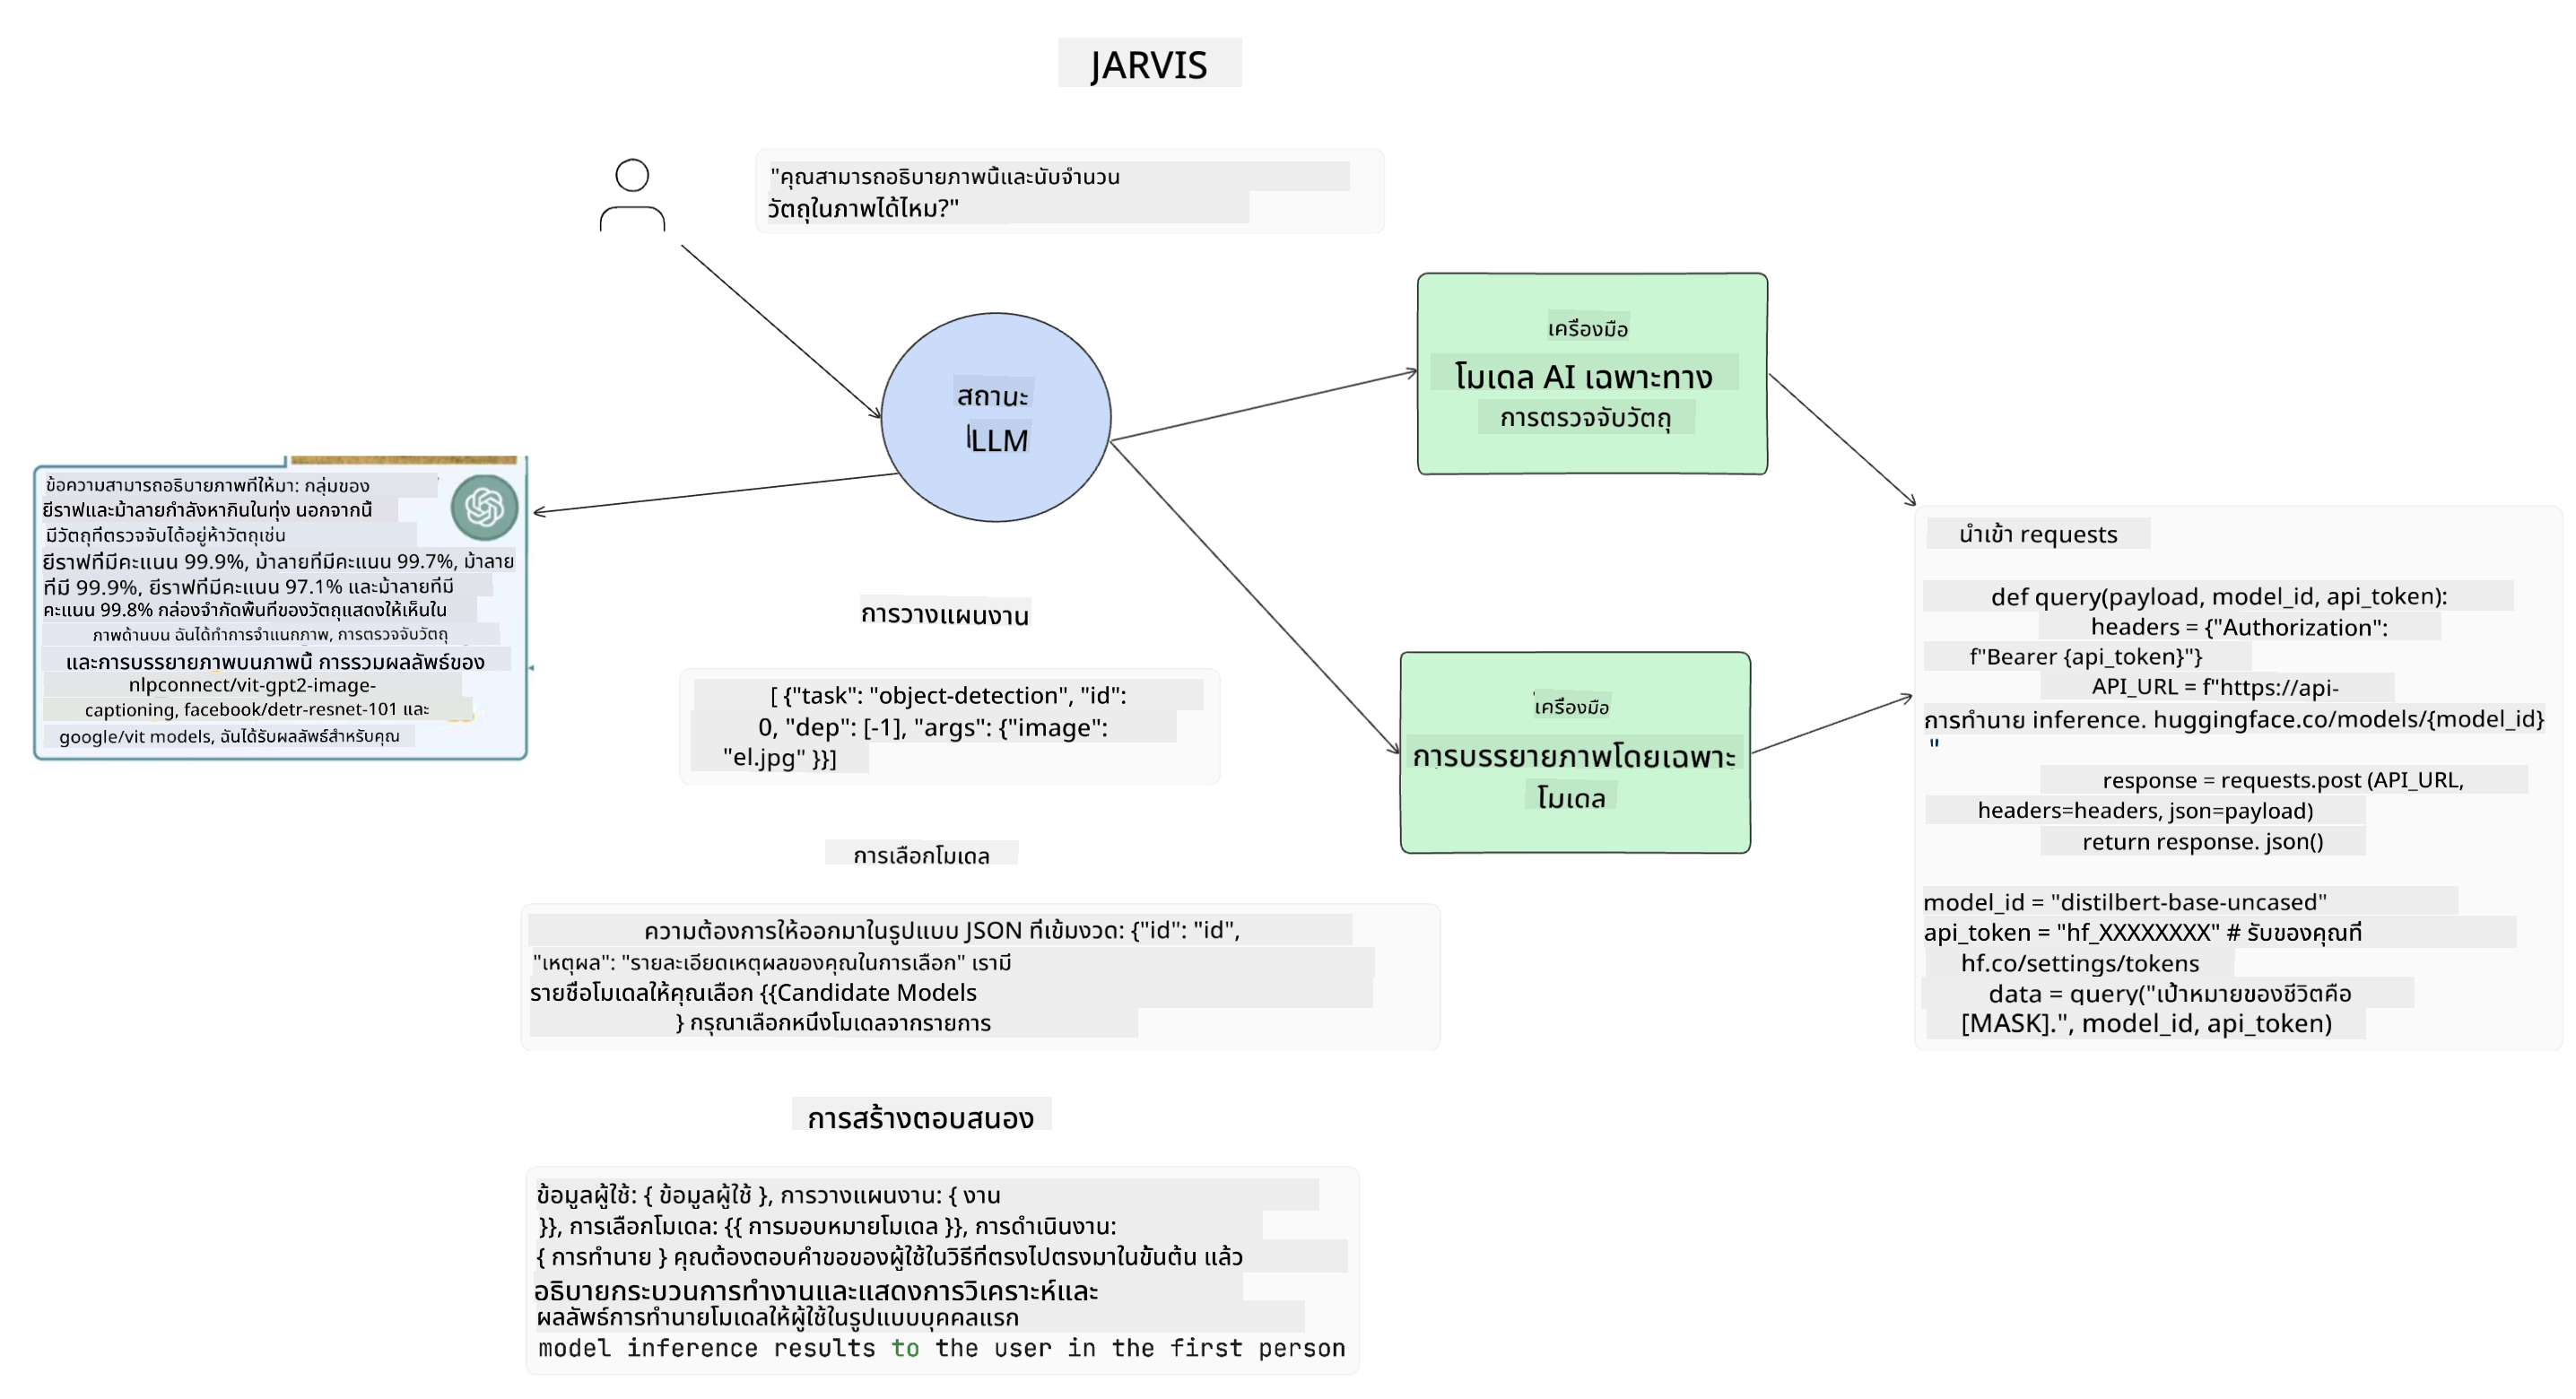 JARVIS
"คุณสามารถอธิบายภาพนี้และนับจำนวน
วัตถุในภาพได้ไหม?"
สถานะ
LLM
เครื่องมือ
โมเดล AI เฉพาะทาง
การตรวจจับวัตถุ
ข้อความสามารถอธิบายภาพที่ให้มา: กลุ่มของ
ยีราฟและม้าลายกำลังหากินในทุ่ง นอกจากนี้
มีวัตถุที่ตรวจจับได้อยู่ห้าวัตถุเช่น
ยีราฟที่มีคะแนน 99.9%, ม้าลายที่มีคะแนน 99.7%, ม้าลาย
ที่มี 99.9%, ยีราฟที่มีคะแนน 97.1% และม้าลายที่มี
คะแนน 99.8% กล่องจำกัดพื้นที่ของวัตถุแสดงให้เห็นใน
ภาพด้านบน ฉันได้ทำการจำแนกภาพ, การตรวจจับวัตถุ
และการบรรยายภาพบนภาพนี้ การรวมผลลัพธ์ของ
nlpconnect/vit-gpt2-image-
captioning, facebook/detr-resnet-101 และ
google/vit models, ฉันได้รับผลลัพธ์สำหรับคุณ
การวางแผนงาน
[ {"task": "object-detection", "id":
0, "dep": [-1], "args": {"image":
"el.jpg" }}]
เครื่องมือ
การบรรยายภาพโดยเฉพาะ
โมเดล
นำเข้า requests
def query(payload, model_id, api_token):
headers = {"Authorization":
f"Bearer {api_token}"}
API_URL = f"https://api-
การทำนาย inference. huggingface.co/models/{model_id}
"
response = requests.post (API_URL,
headers=headers, json=payload)
return response. json()
model_id = "distilbert-base-uncased"
api_token = "hf_XXXXXXXX" # รับของคุณที่
hf.co/settings/tokens
data = query("เป้าหมายของชีวิตคือ
[MASK].", model_id, api_token)
การเลือกโมเดล
ความต้องการให้ออกมาในรูปแบบ JSON ที่เข้มงวด: {"id": "id",
"เหตุผล": "รายละเอียดเหตุผลของคุณในการเลือก" เรามี
รายชื่อโมเดลให้คุณเลือก {{Candidate Models
} กรุณาเลือกหนึ่งโมเดลจากรายการ
การสร้างตอบสนอง
ข้อมูลผู้ใช้: { ข้อมูลผู้ใช้ }, การวางแผนงาน: { งาน
}}, การเลือกโมเดล: {{ การมอบหมายโมเดล }}, การดำเนินงาน:
{ การทำนาย } คุณต้องตอบคำขอของผู้ใช้ในวิธีที่ตรงไปตรงมาในขั้นต้น แล้ว
อธิบายกระบวนการทำงานและแสดงการวิเคราะห์และ
ผลลัพธ์การทำนายโมเดลให้ผู้ใช้ในรูปแบบบุคคลแรก
model inference results to the user in the first person